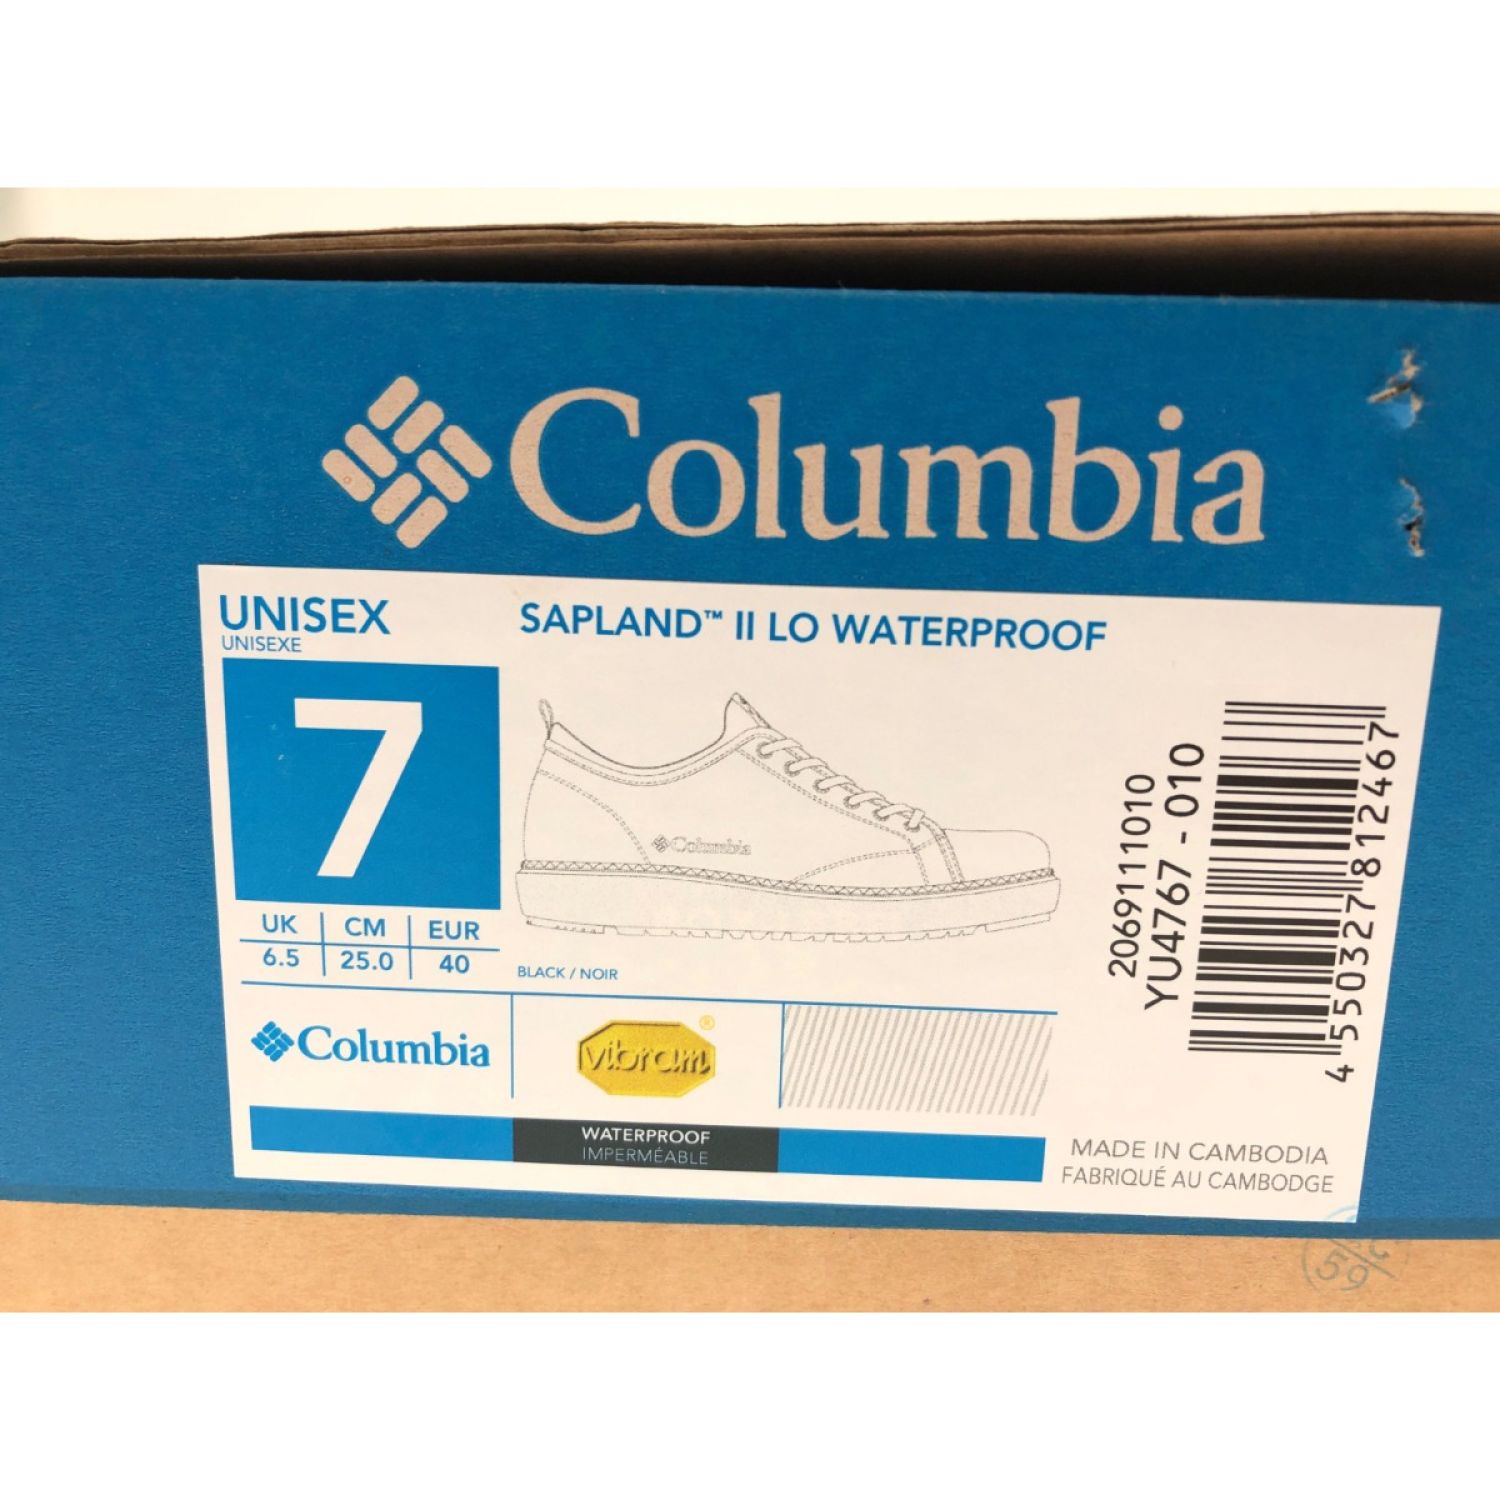 Columbia
UNISEX
UNISEXE
SAPLAND™ II LO WATERPROOF
7
UK CM EUR
6.5 25.0 40
Columbia
BLACK / NOIR
2069111010
YU4767 - 010
4 550327 812467
Columbia
vibram®
WATERPROOF
IMPERMÉABLE
MADE IN CAMBODIA
FABRIQUÉ AU CAMBODGE
59